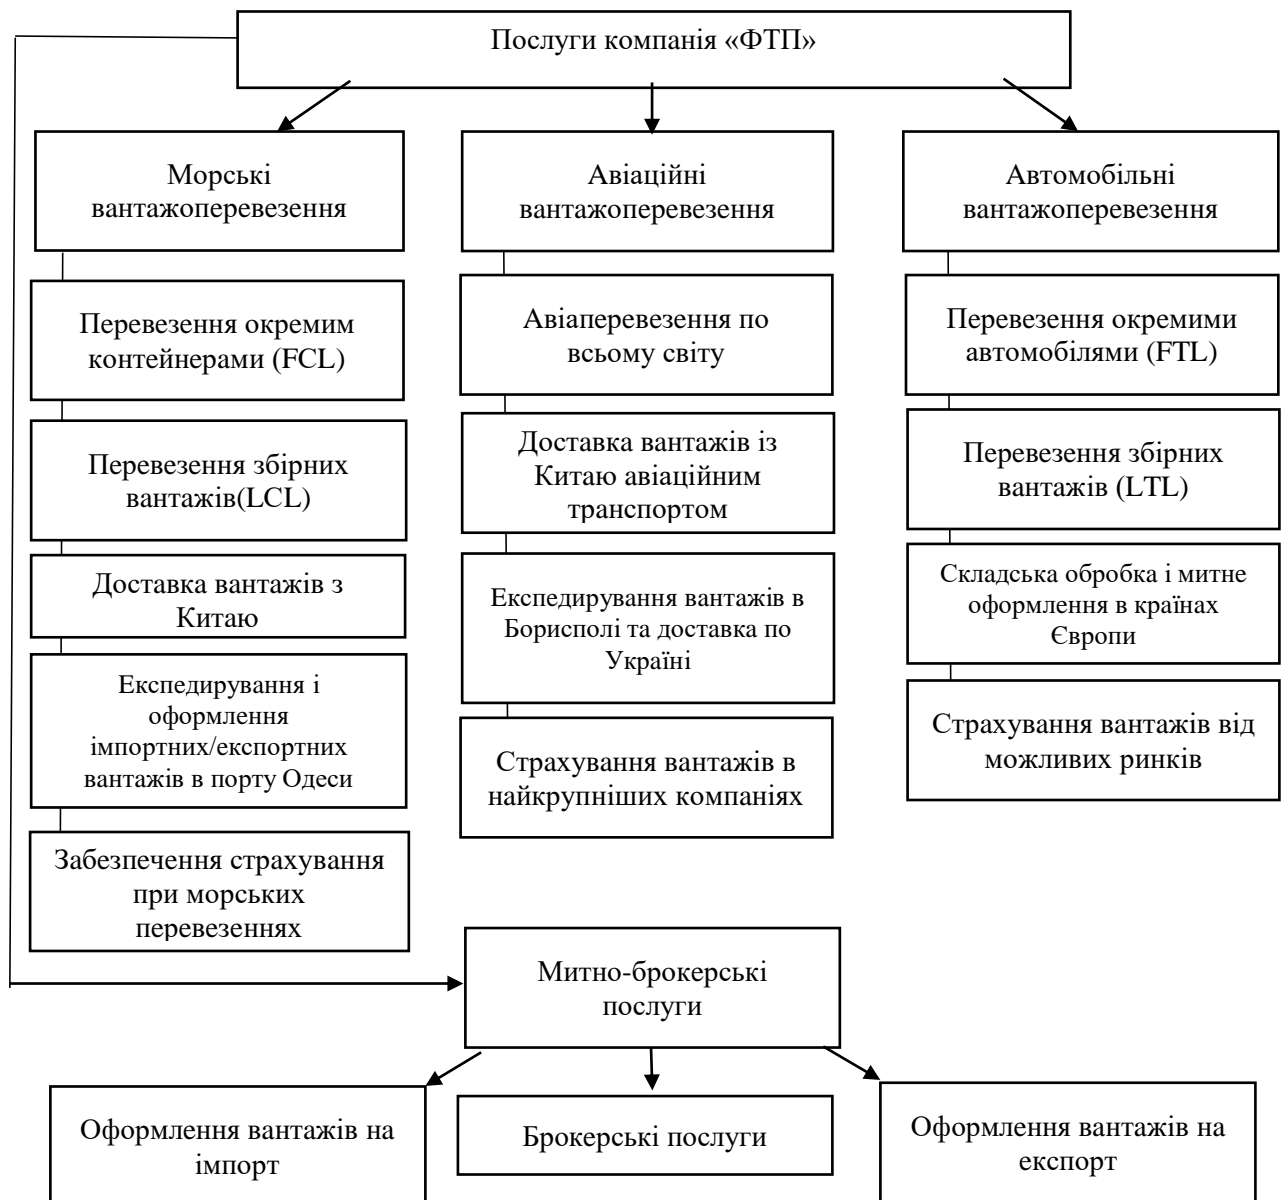 Послуги компанія «ФТП»
Морські
вантажоперевезення
Перевезення окремим
контейнерами (FCL)
Перевезення збірних
вантажів(LCL)
Доставка вантажів з
Китаю
Експедирування і
оформлення
імпортних/експортних
вантажів в порту Одеси
Забезпечення страхування
при морських
перевезеннях
Авіаційні
вантажоперевезення
Авіаперевезення по
всьому світу
Доставка вантажів із
Китаю авіаційним
транспортом
Експедирування вантажів в
Борисполі та доставка по
Україні
Страхування вантажів в
найкрупніших компаніях
Автомобільні
вантажоперевезення
Перевезення окремими
автомобілями (FTL)
Перевезення збірних
вантажів (LTL)
Складська обробка і митне
оформлення в країнах
Європи
Страхування вантажів від
можливих ринків
Митно-брокерські
послуги
Оформлення вантажів на
імпорт
Брокерські послуги
Оформлення вантажів на
експорт